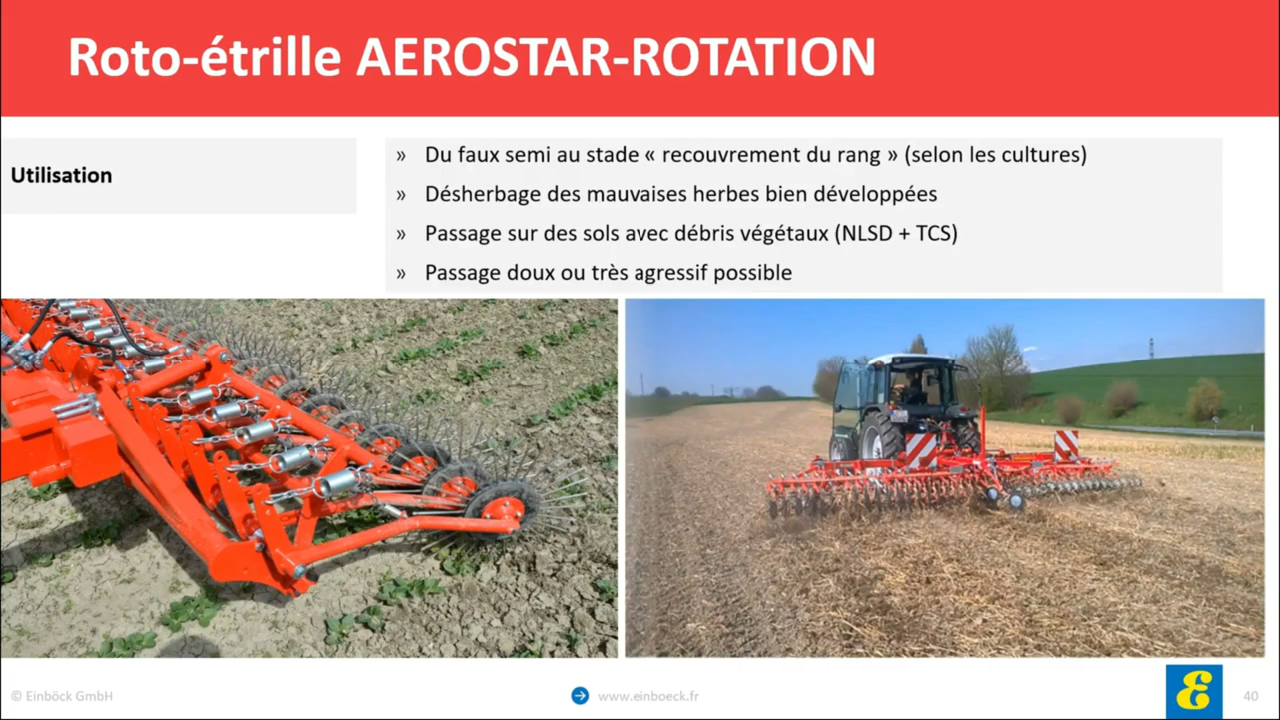 Roto-étrille AEROSTAR-ROTATION
Utilisation
» Du faux semi au stade « recouvrement du rang » (selon les cultures)
» Désherbage des mauvaises herbes bien développées
» Passage sur des sols avec débris végétaux (NLSD + TCS)
» Passage doux ou très agressif possible
© Einböck GmbH
www.einboeck.fr
E
40